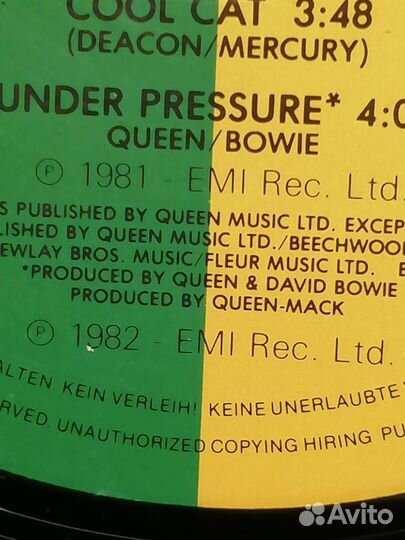 COOL CAT 3:48
(DEACON/MERCURY)
UNDER PRESSURE* 4:0
QUEEN/BOWIE
Ⓟ 1981 - EMI Rec. Ltd.
S PUBLISHED BY QUEEN MUSIC LTD. EXCEP
LISHED BY QUEEN MUSIC LTD./BEECHWOO
EWLAY BROS. MUSIC/FLEUR MUSIC LTD.
*PRODUCED BY QUEEN & DAVID BOWIE
PRODUCED BY QUEEN-MACK
Ⓟ 1982 - EMI Rec. Ltd.
ALTEN KEIN VERLEIH! KEINE UNERLAUBTE
RVED. UNAUTHORIZED COPYING HIRING PU
Avito